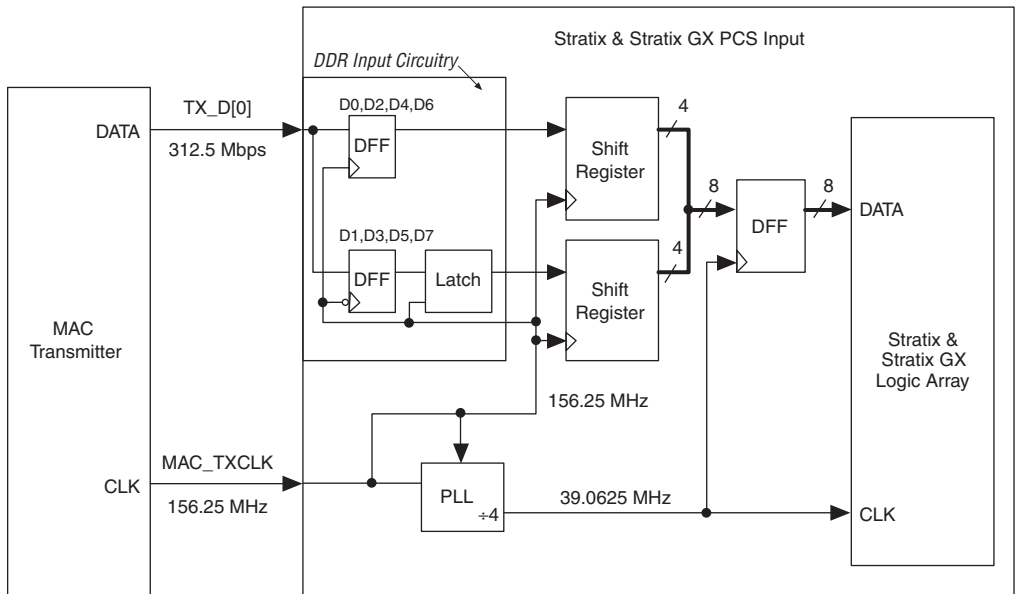 Stratix & Stratix GX PCS Input
DDR Input Circuitry
TX_D[0]
DATA
312.5 Mbps
D0,D2,D4,D6
DFF
Shift
Register
4
D1,D3,D5,D7
DFF
Latch
Shift
Register
4
8
DFF
8
DATA
MAC
Transmitter
Stratix &
Stratix GX
Logic Array
156.25 MHz
MAC_TXCLK
CLK
156.25 MHz
PLL
÷4
39.0625 MHz
CLK